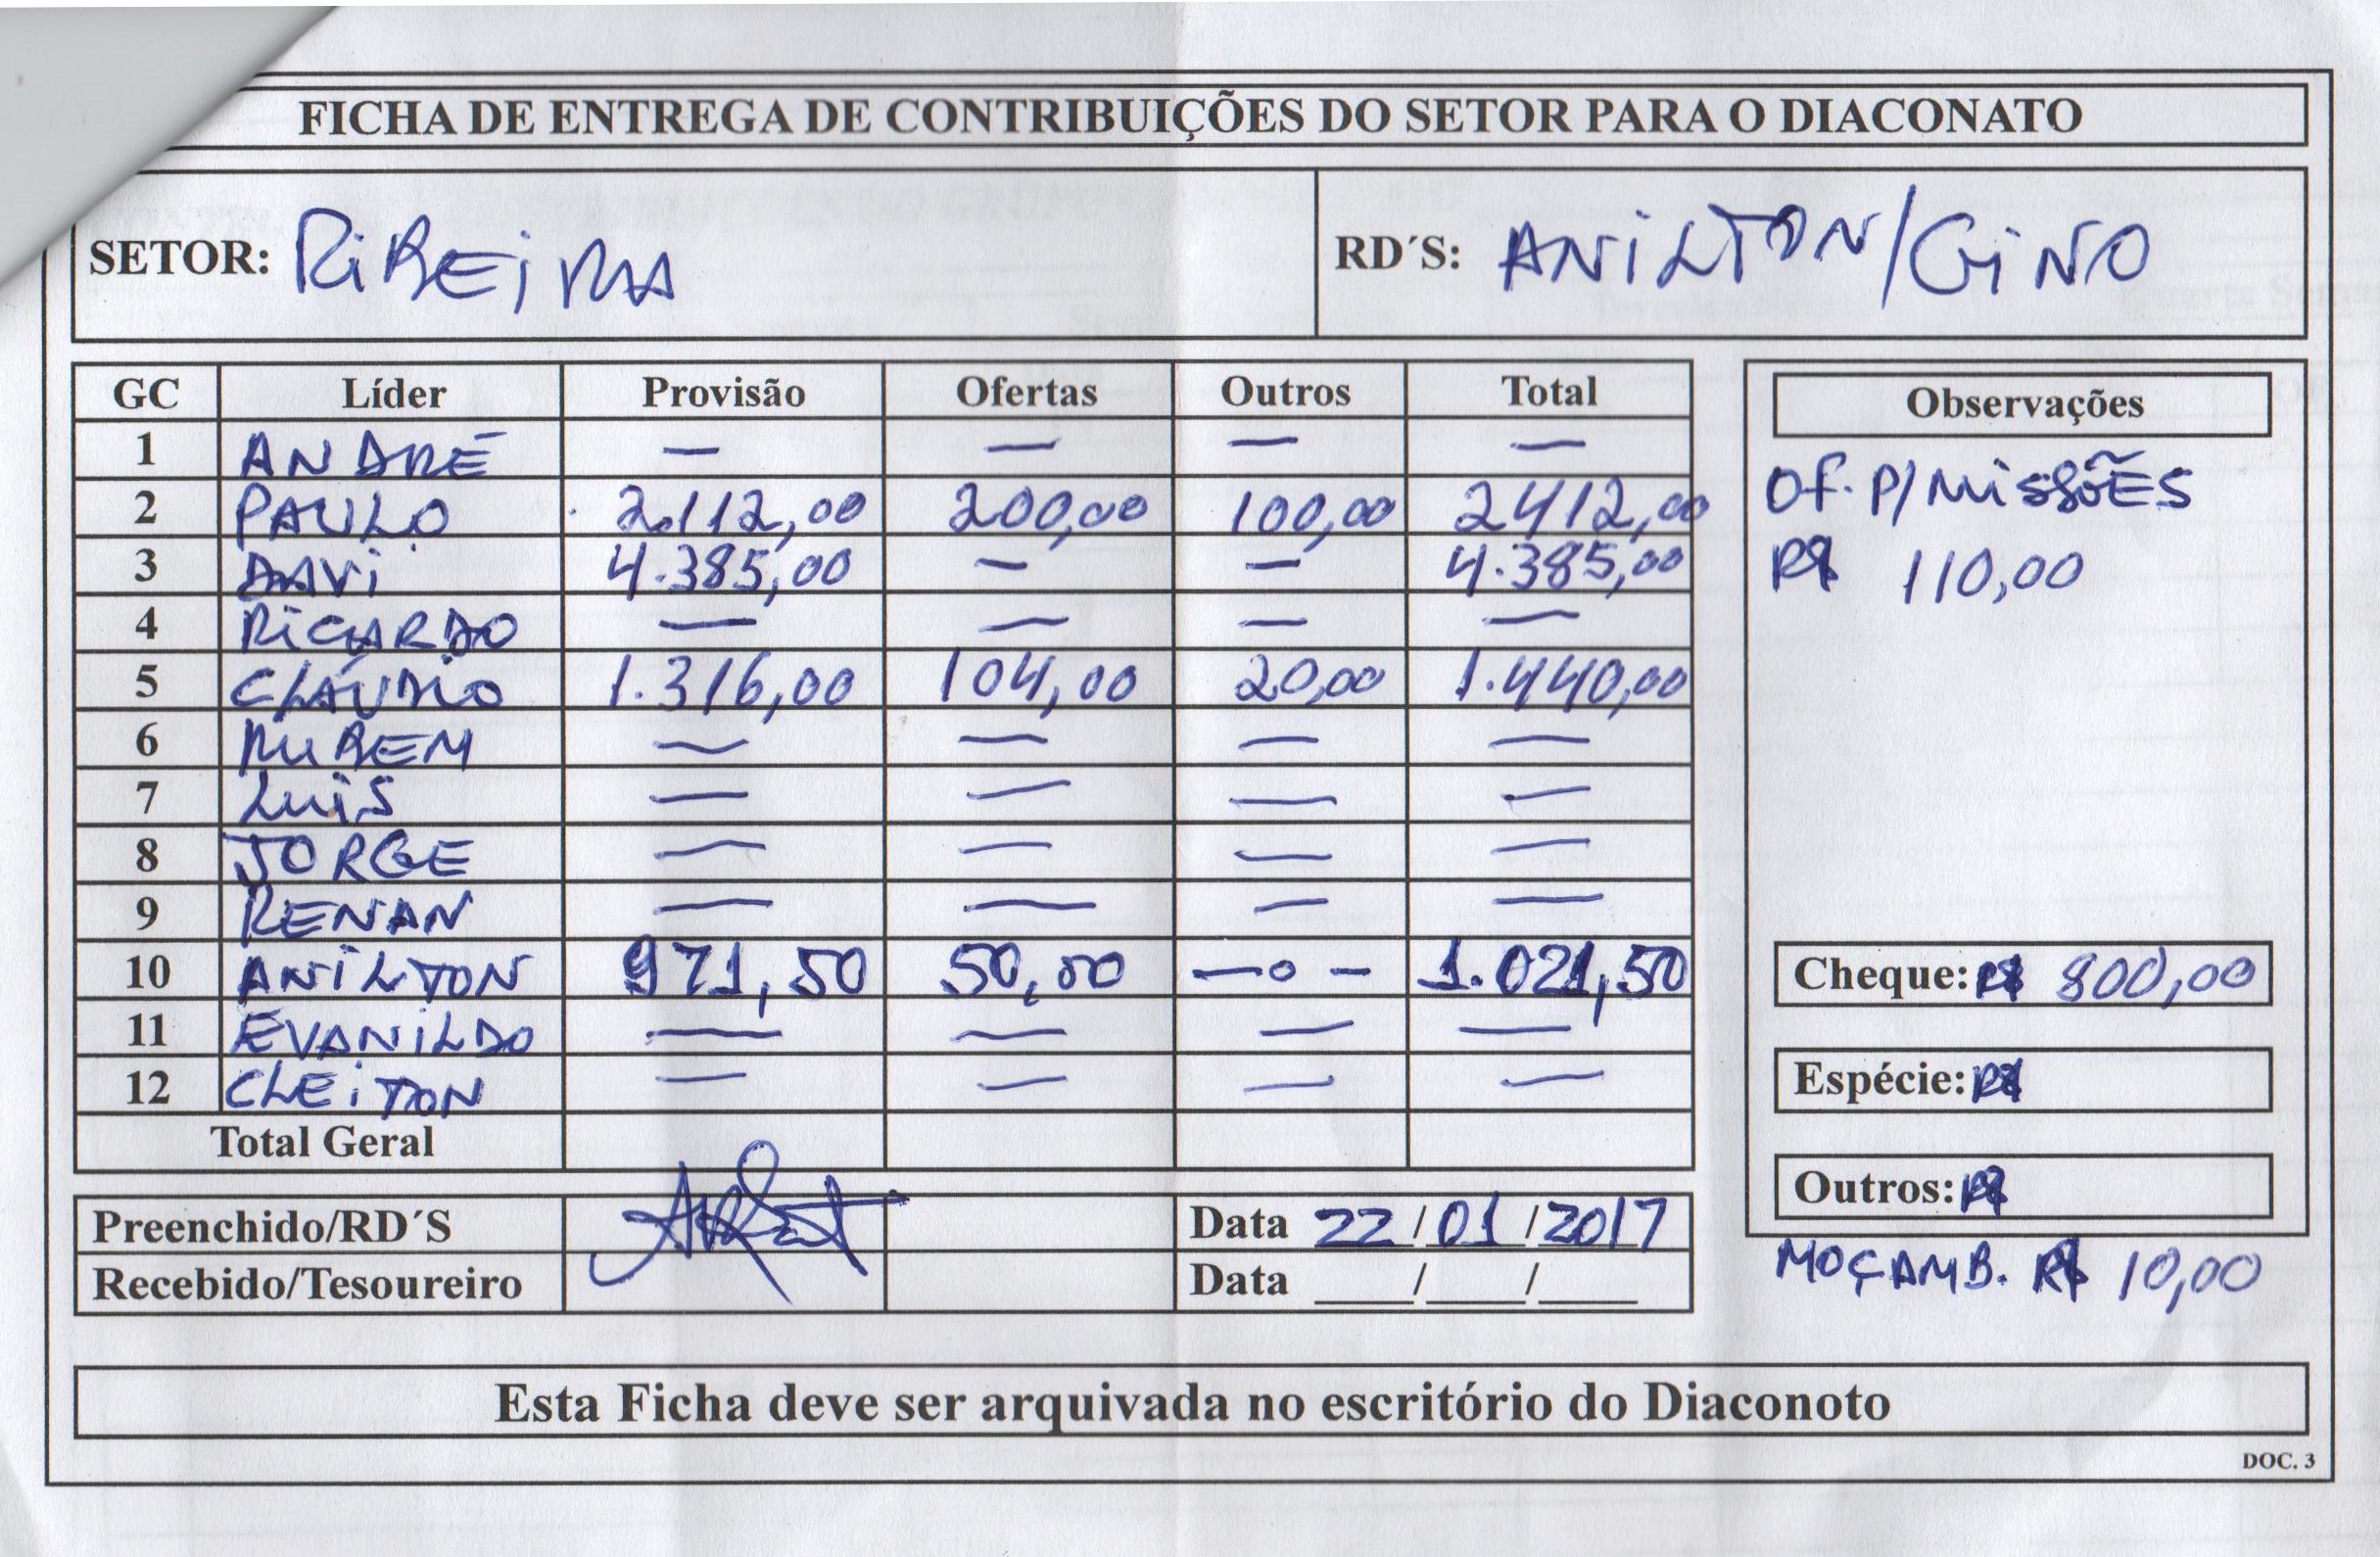 FICHA DE ENTREGA DE CONTRIBUIÇÕES DO SETOR PARA O DIACONATO
SETOR: RiBEiRA RD´S: ANiLTON/GiNO
GC Líder Provisão Ofertas Outros Total
1 ANDRÉ — — — —
2 PAULO 2.112,00 200,00 100,00 2412,00
3 DAVi 4.385,00 — — 4.385,00
4 RiCARDO — — — —
5 CLÁUDIO 1.316,00 104,00 20,00 1.440,00
6 RUBEM — — — —
7 LUiS — — — —
8 JORGE — — — —
9 RENAN — — — —
10 ANiLTON 971,50 50,00 —o— 1.021,50
11 EVANiLDO — — — —
12 CLEiTON — — — —
Total Geral
Preenchido/RD´S Data 22/01/2017
Recebido/Tesoureiro Data ___/___/___
Observações
OF. P/ MiSSÕES
R$ 110,00
Cheque: R$ 800,00
Espécie: R$
Outros: R$
MOÇAMB. R$ 10,00
Esta Ficha deve ser arquivada no escritório do Diaconoto
DOC. 3